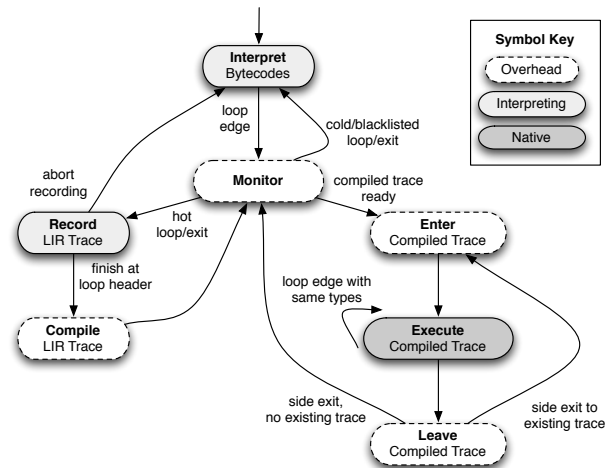 Symbol Key
Overhead
Interpreting
Native
Interpret
Bytecodes
loop
edge
cold/blacklisted
loop/exit
abort
recording
Monitor
compiled trace
ready
hot
loop/exit
Record
LIR Trace
Enter
Compiled Trace
finish at
loop header
loop edge with
same types
Compile
LIR Trace
Execute
Compiled Trace
side exit,
no existing trace
side exit to
existing trace
Leave
Compiled Trace